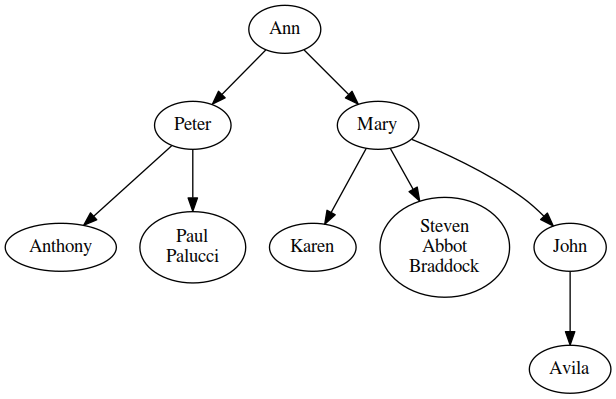 Ann
Peter
Mary
Anthony
Paul
Palucci
Karen
Steven
Abbot
Braddock
John
Avila